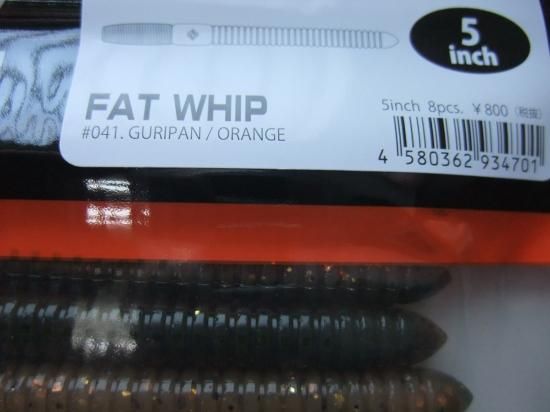 5
inch
FAT WHIP
#041. GURIPAN / ORANGE
5inch 8pcs. ¥800 (税抜)
4 580362 934701